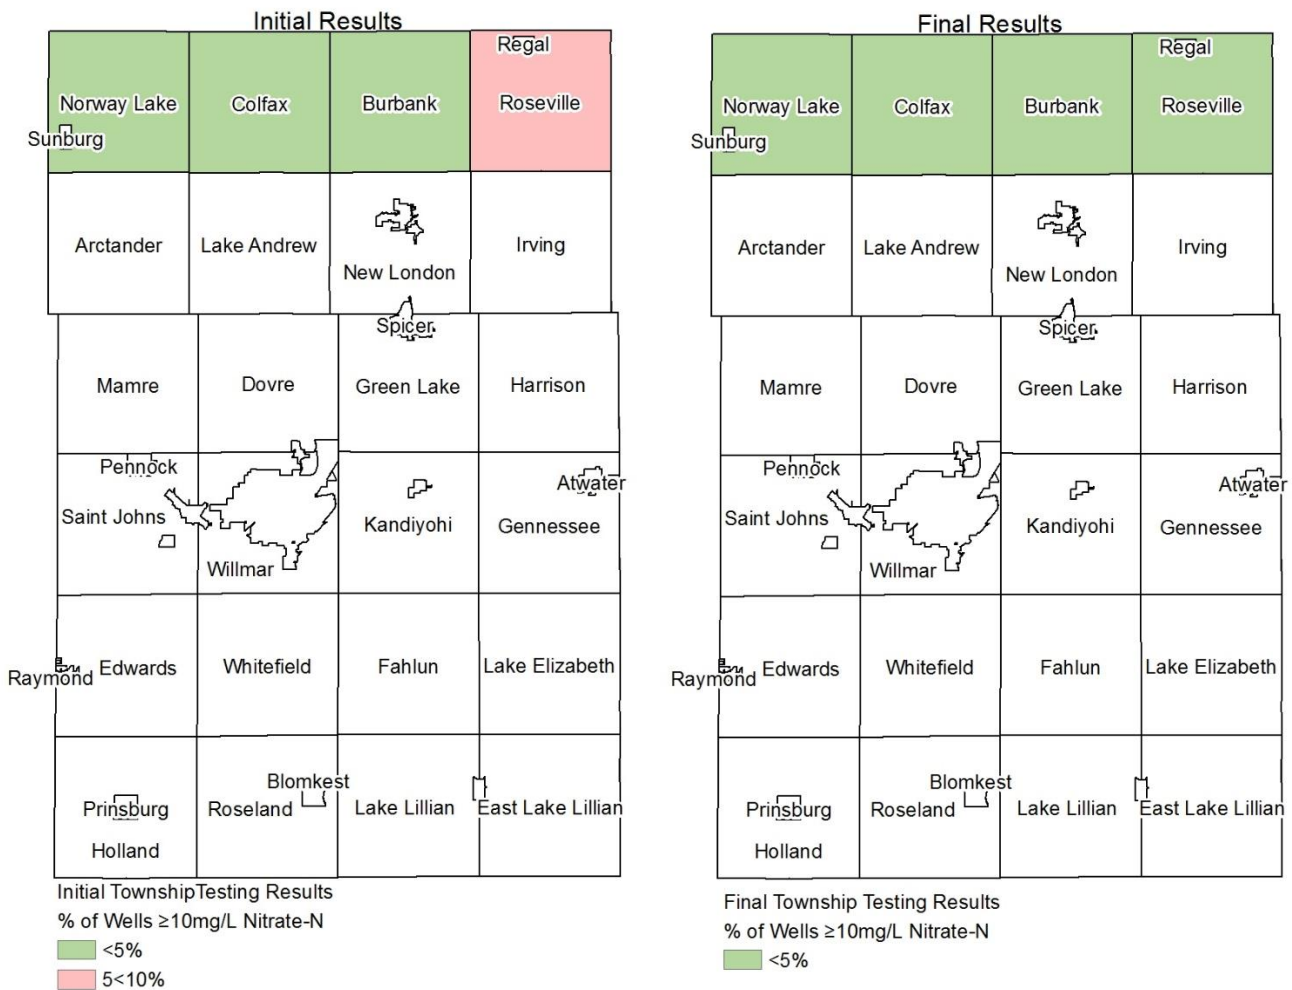 Initial Results
Regal
Norway Lake
Colfax
Burbank
Roseville
Sunburg
Arctander
Lake Andrew
New London
Irving
Spicer
Mamre
Dovre
Green Lake
Harrison
Pennock
Atwater
Saint Johns
Willmar
Kandiyohi
Gennessee
Raymond
Edwards
Whitefield
Fahlun
Lake Elizabeth
Prinsburg
Holland
Roseland
Blomkest
Lake Lillian
East Lake Lillian
Initial TownshipTesting Results
% of Wells ≥10mg/L Nitrate-N
<5%
5<10%
Final Results
Regal
Norway Lake
Colfax
Burbank
Roseville
Sunburg
Arctander
Lake Andrew
New London
Irving
Spicer
Mamre
Dovre
Green Lake
Harrison
Pennock
Atwater
Saint Johns
Willmar
Kandiyohi
Gennessee
Raymond
Edwards
Whitefield
Fahlun
Lake Elizabeth
Prinsburg
Holland
Roseland
Blomkest
Lake Lillian
East Lake Lillian
Final Township Testing Results
% of Wells ≥10mg/L Nitrate-N
<5%